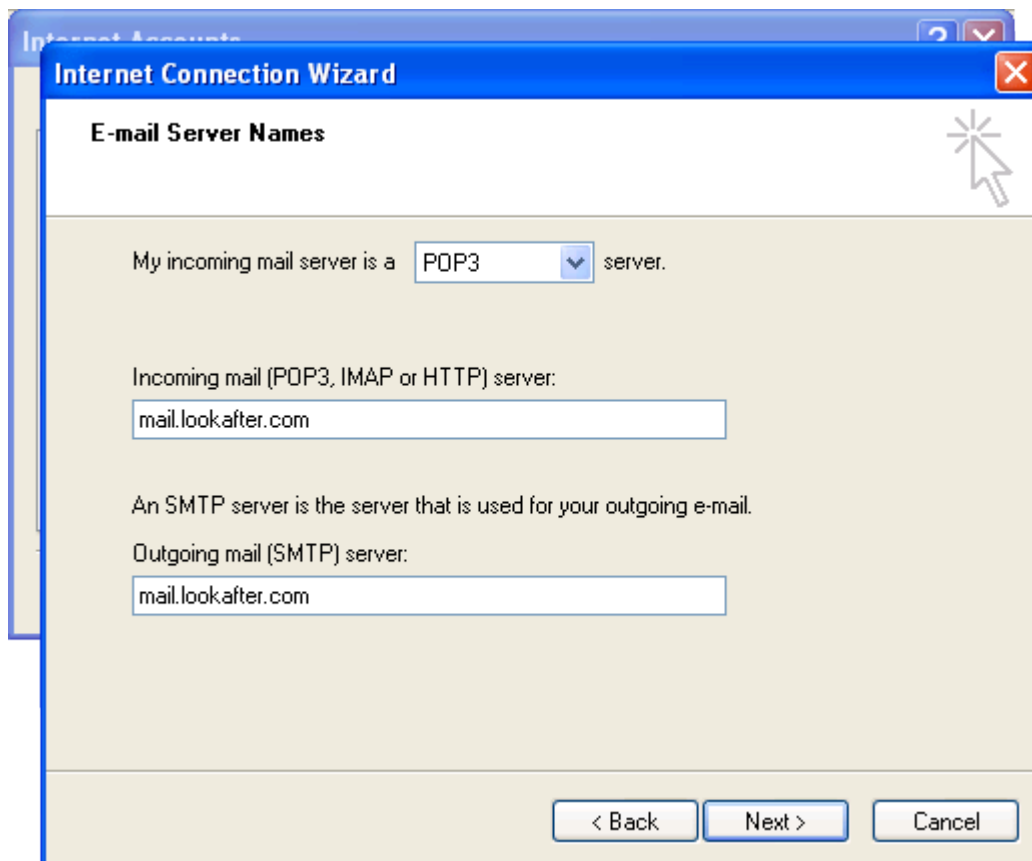 Internet Accounts
Internet Connection Wizard
E-mail Server Names
My incoming mail server is a POP3 server.
Incoming mail (POP3, IMAP or HTTP) server:
mail.lookafter.com
An SMTP server is the server that is used for your outgoing e-mail.
Outgoing mail (SMTP) server:
mail.lookafter.com
< Back Next > Cancel